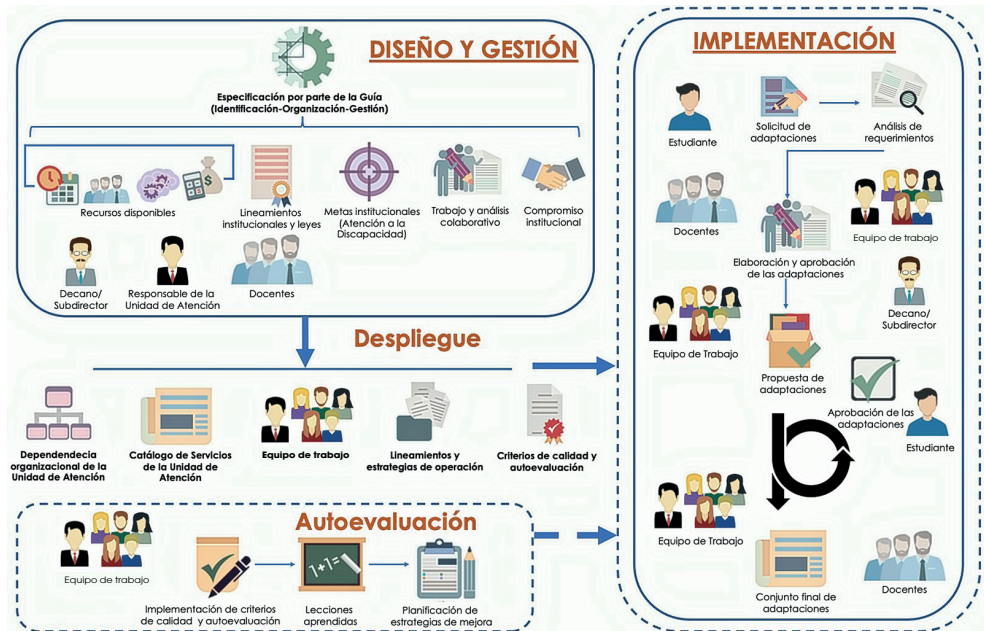 DISEÑO Y GESTIÓN
Especificación por parte de la Guía
(Identificación-Organización-Gestión)
Recursos disponibles
Lineamientos
institucionales y leyes
Metas institucionales
(Atención a la
Discapacidad)
Trabajo y análisis
colaborativo
Compromiso
institucional
Decano/
Subdirector
Responsable de la
Unidad de Atención
Docentes
Despliegue
Dependendecia
organizacional de la
Unidad de Atención
Catálogo de Servicios
de la Unidad de
Atención
Equipo de trabajo
Lineamientos y
estrategias de operación
Criterios de calidad y
autoevaluación
Autoevaluación
Equipo de trabajo
Implementación de criterios
de calidad y autoevaluación
1+1=
Lecciones
aprendidas
Planificación de
estrategias de mejora
IMPLEMENTACIÓN
Estudiante
Solicitud de
adaptaciones
Análisis de
requerimientos
Docentes
Elaboración y aprobación
de las adaptaciones
Equipo de trabajo
Decano/
Subdirector
Equipo de Trabajo
Propuesta de
adaptaciones
Aprobación de las
adaptaciones
Estudiante
Equipo de Trabajo
Conjunto final de
adaptaciones
Docentes